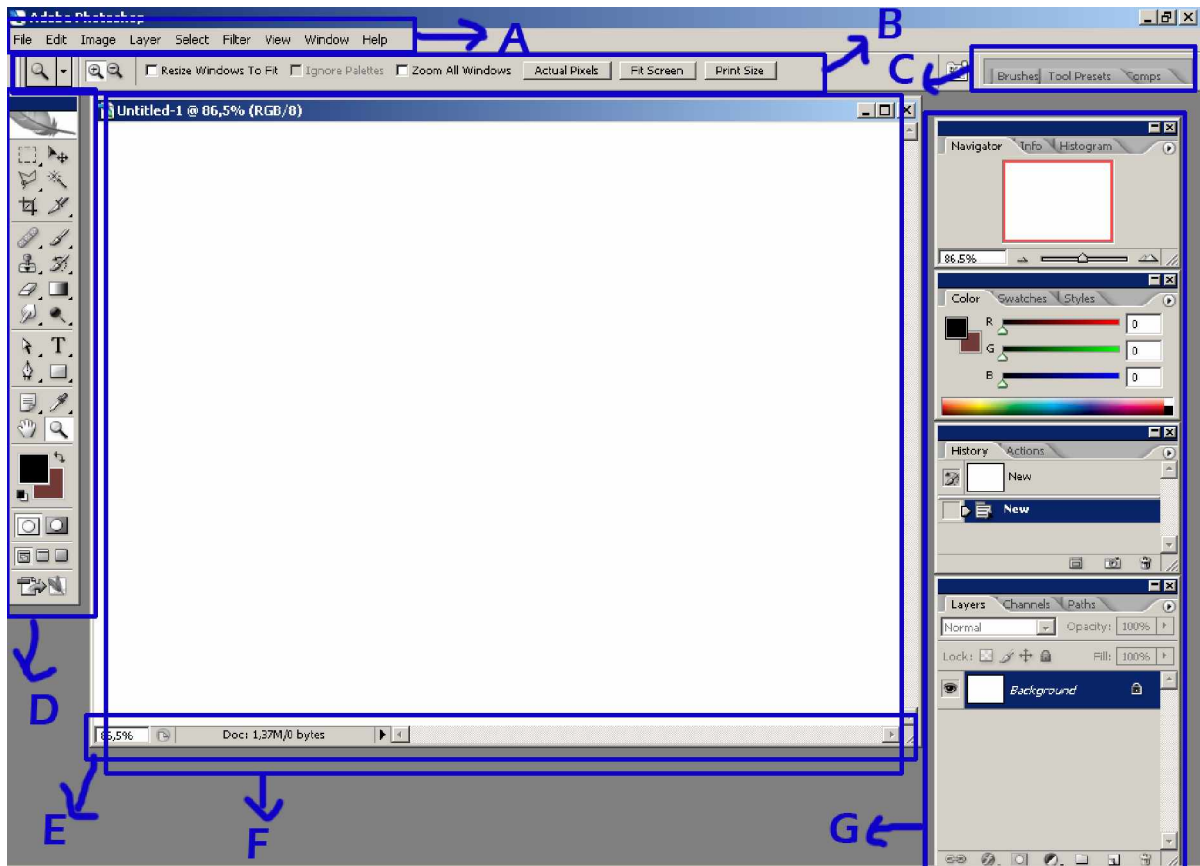 Adobe Photoshop
File Edit Image Layer Select Filter View Window Help
A
B
Resize Windows To Fit Ignore Palettes Zoom All Windows Actual Pixels Fit Screen Print Size
C
Brushes Tool Presets Comps
Untitled-1 @ 86,5% (RGB/8)
Navigator Info Histogram
86.5%
Color Swatches Styles
R 0
G 0
B 0
T
History Actions
New
New
Layers Channels Paths
Normal Opacity: 100%
Lock: Fill: 100%
Background
86,5% Doc: 1,37M/0 bytes
D
E
F
G